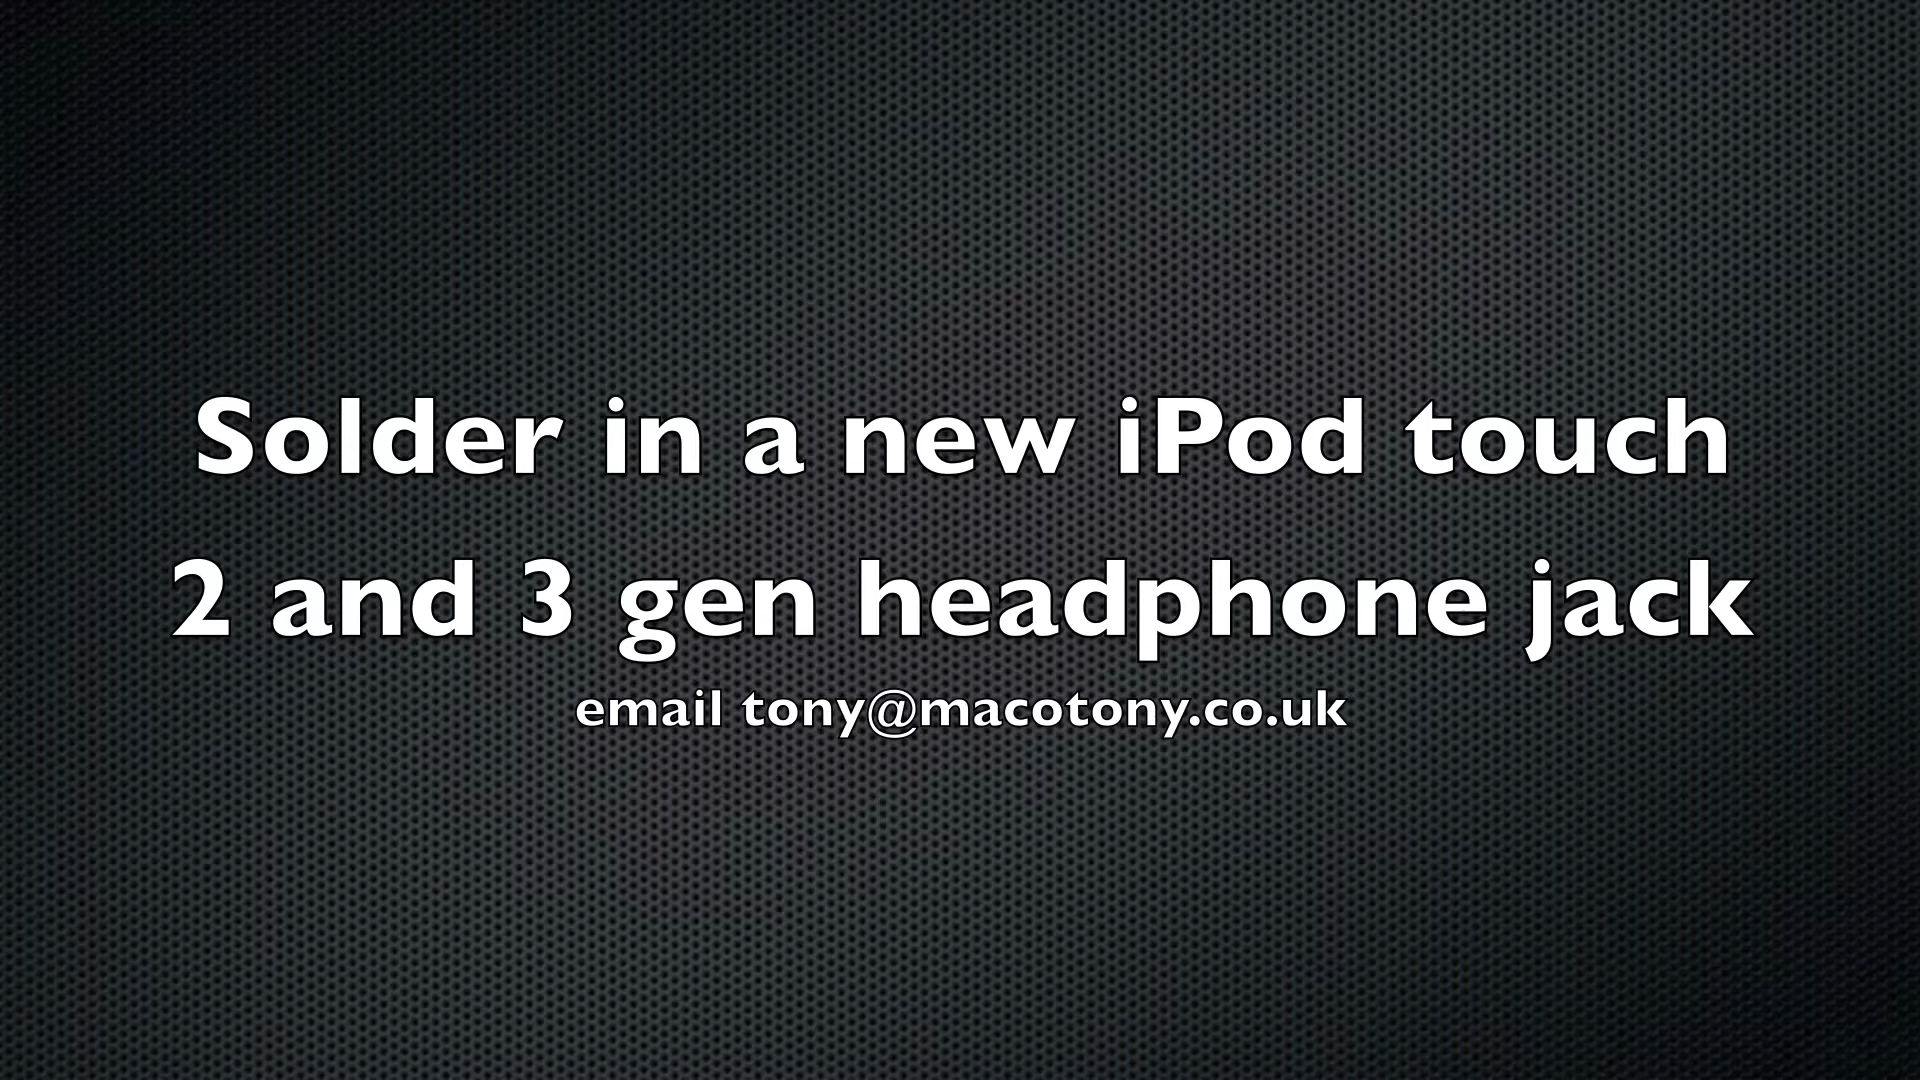 Solder in a new iPod touch
2 and 3 gen headphone jack
email tony@macotony.co.uk